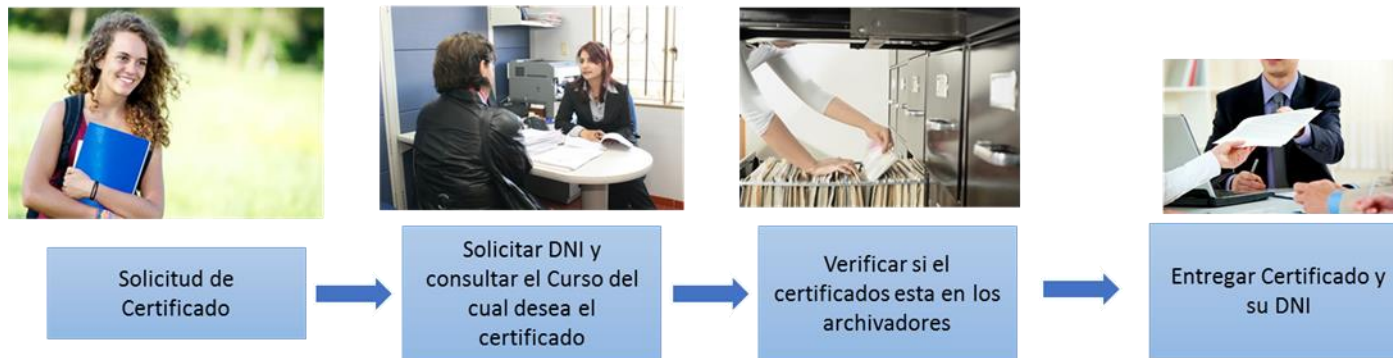 Solicitud de
Certificado
Solicitar DNI y
consultar el Curso del
cual desea el
certificado
Verificar si el
certificados esta en los
archivadores
Entregar Certificado y
su DNI